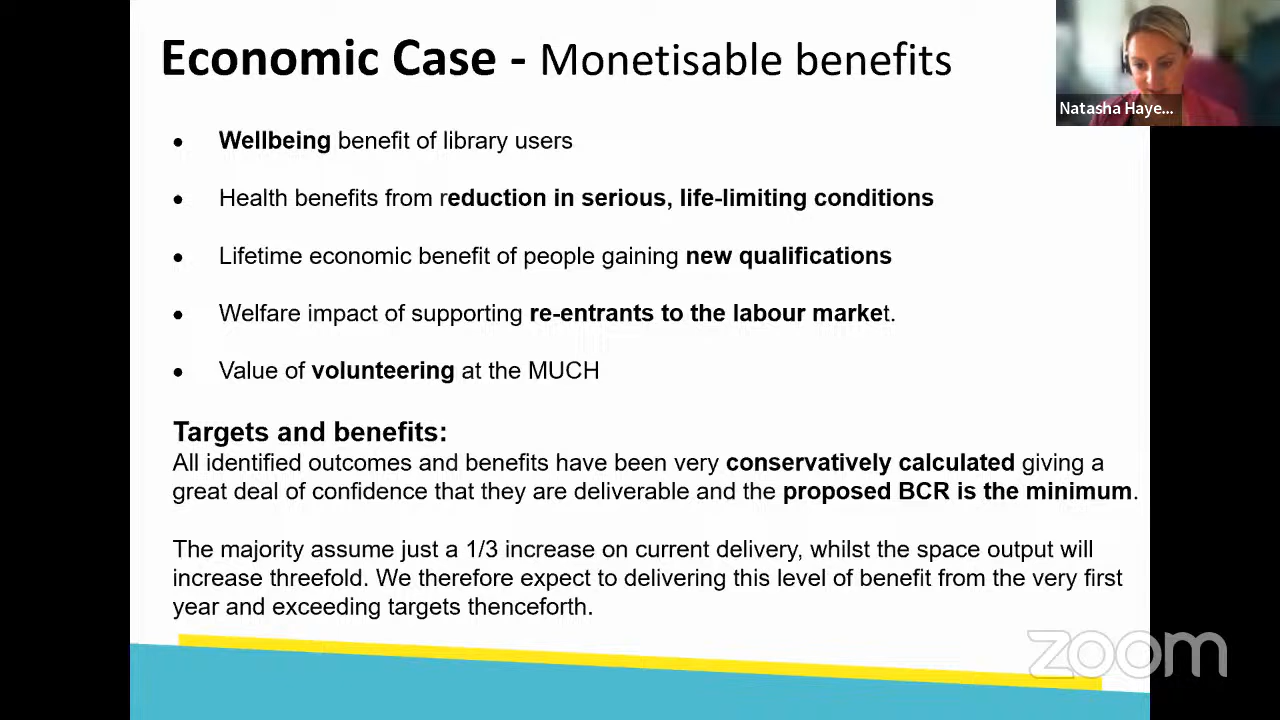 Economic Case - Monetisable benefits
Natasha Haye...
• Wellbeing benefit of library users
• Health benefits from reduction in serious, life-limiting conditions
• Lifetime economic benefit of people gaining new qualifications
• Welfare impact of supporting re-entrants to the labour market.
• Value of volunteering at the MUCH
Targets and benefits:
All identified outcomes and benefits have been very conservatively calculated giving a
great deal of confidence that they are deliverable and the proposed BCR is the minimum.
The majority assume just a 1/3 increase on current delivery, whilst the space output will
increase threefold. We therefore expect to delivering this level of benefit from the very first
year and exceeding targets thenceforth.
zoom